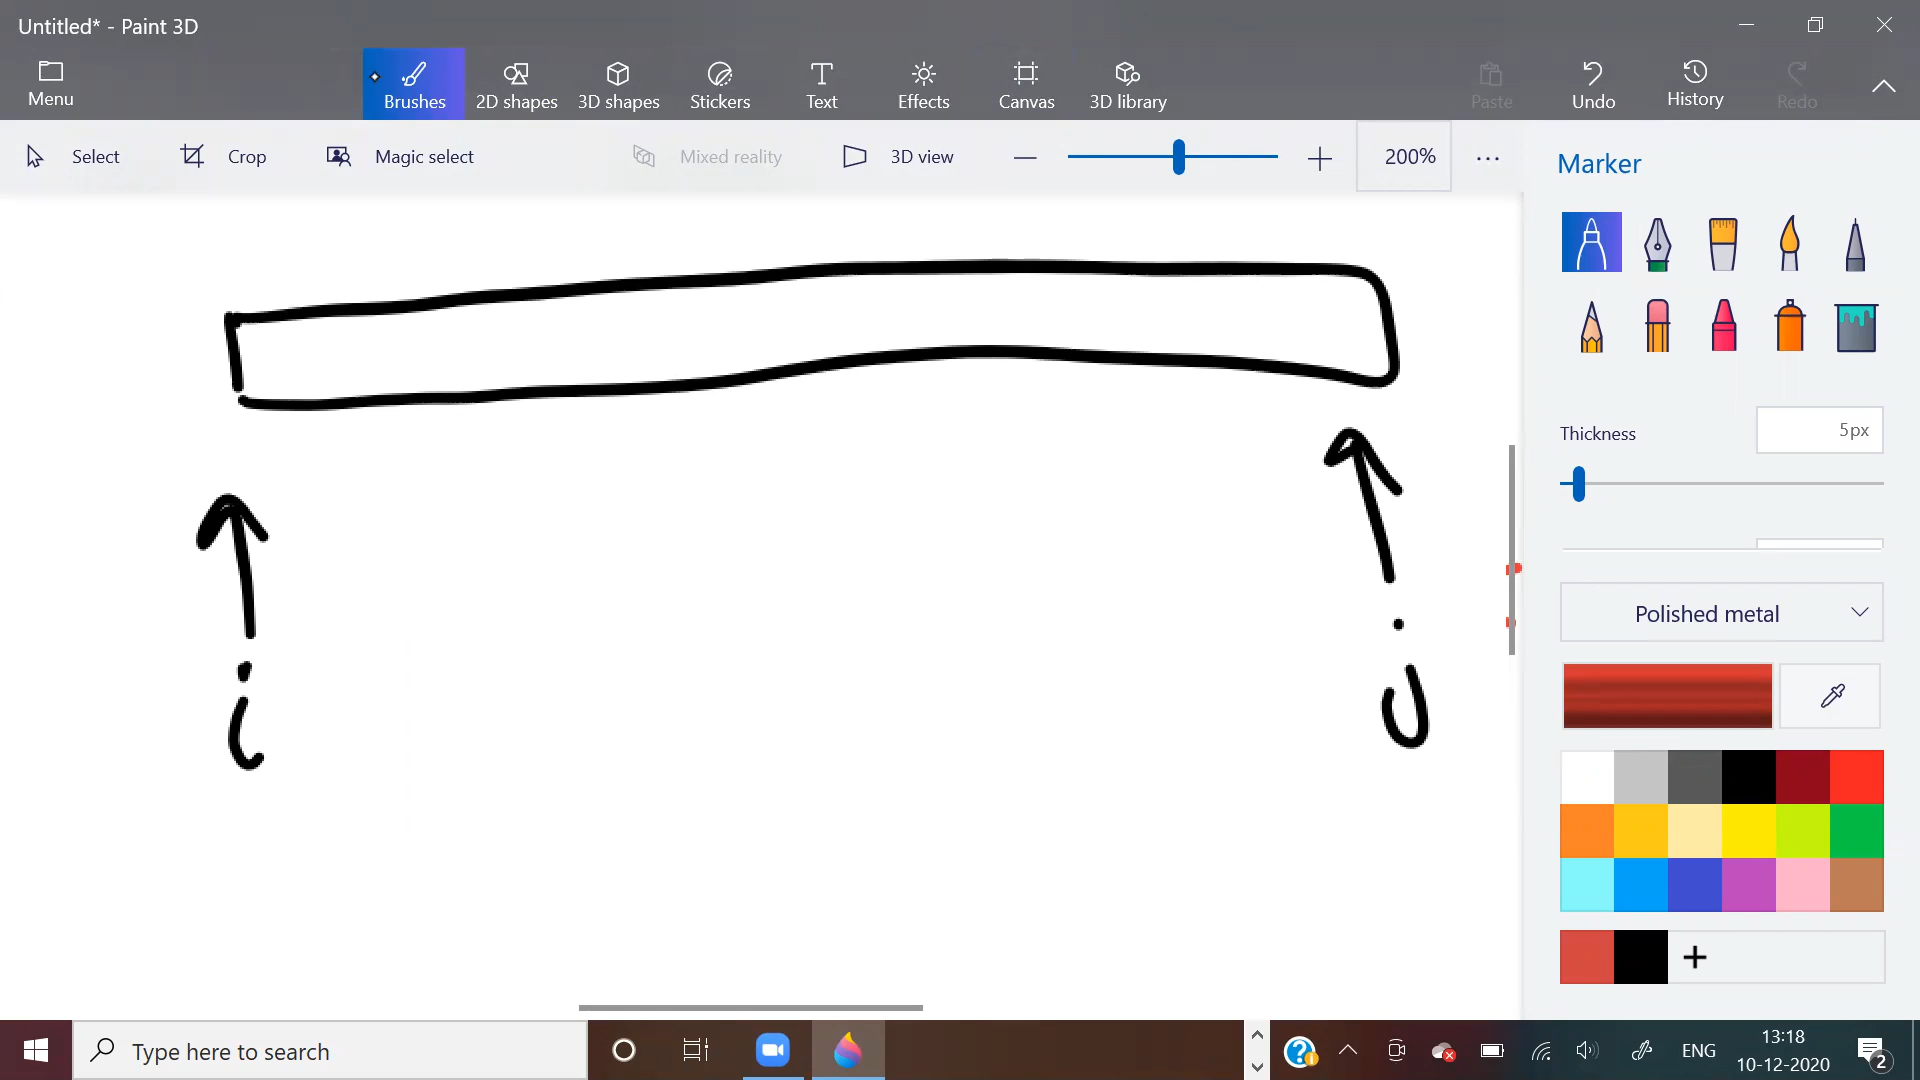 Untitled* - Paint 3D
Menu
Brushes
2D shapes
3D shapes
Stickers
Text
Effects
Canvas
3D library
Paste
Undo
History
Redo
Select
Crop
Magic select
Mixed reality
3D view
200%
Marker
Thickness
5px
Polished metal
i
j
Type here to search
ENG
13:18
10-12-2020
2